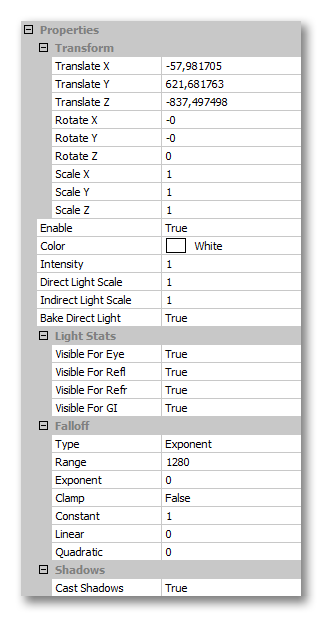 Properties
Transform
Translate X -57,981705
Translate Y 621,681763
Translate Z -837,497498
Rotate X -0
Rotate Y -0
Rotate Z 0
Scale X 1
Scale Y 1
Scale Z 1
Enable True
Color White
Intensity 1
Direct Light Scale 1
Indirect Light Scale 1
Bake Direct Light True
Light Stats
Visible For Eye True
Visible For Refl True
Visible For Refr True
Visible For GI True
Falloff
Type Exponent
Range 1280
Exponent 0
Clamp False
Constant 1
Linear 0
Quadratic 0
Shadows
Cast Shadows True